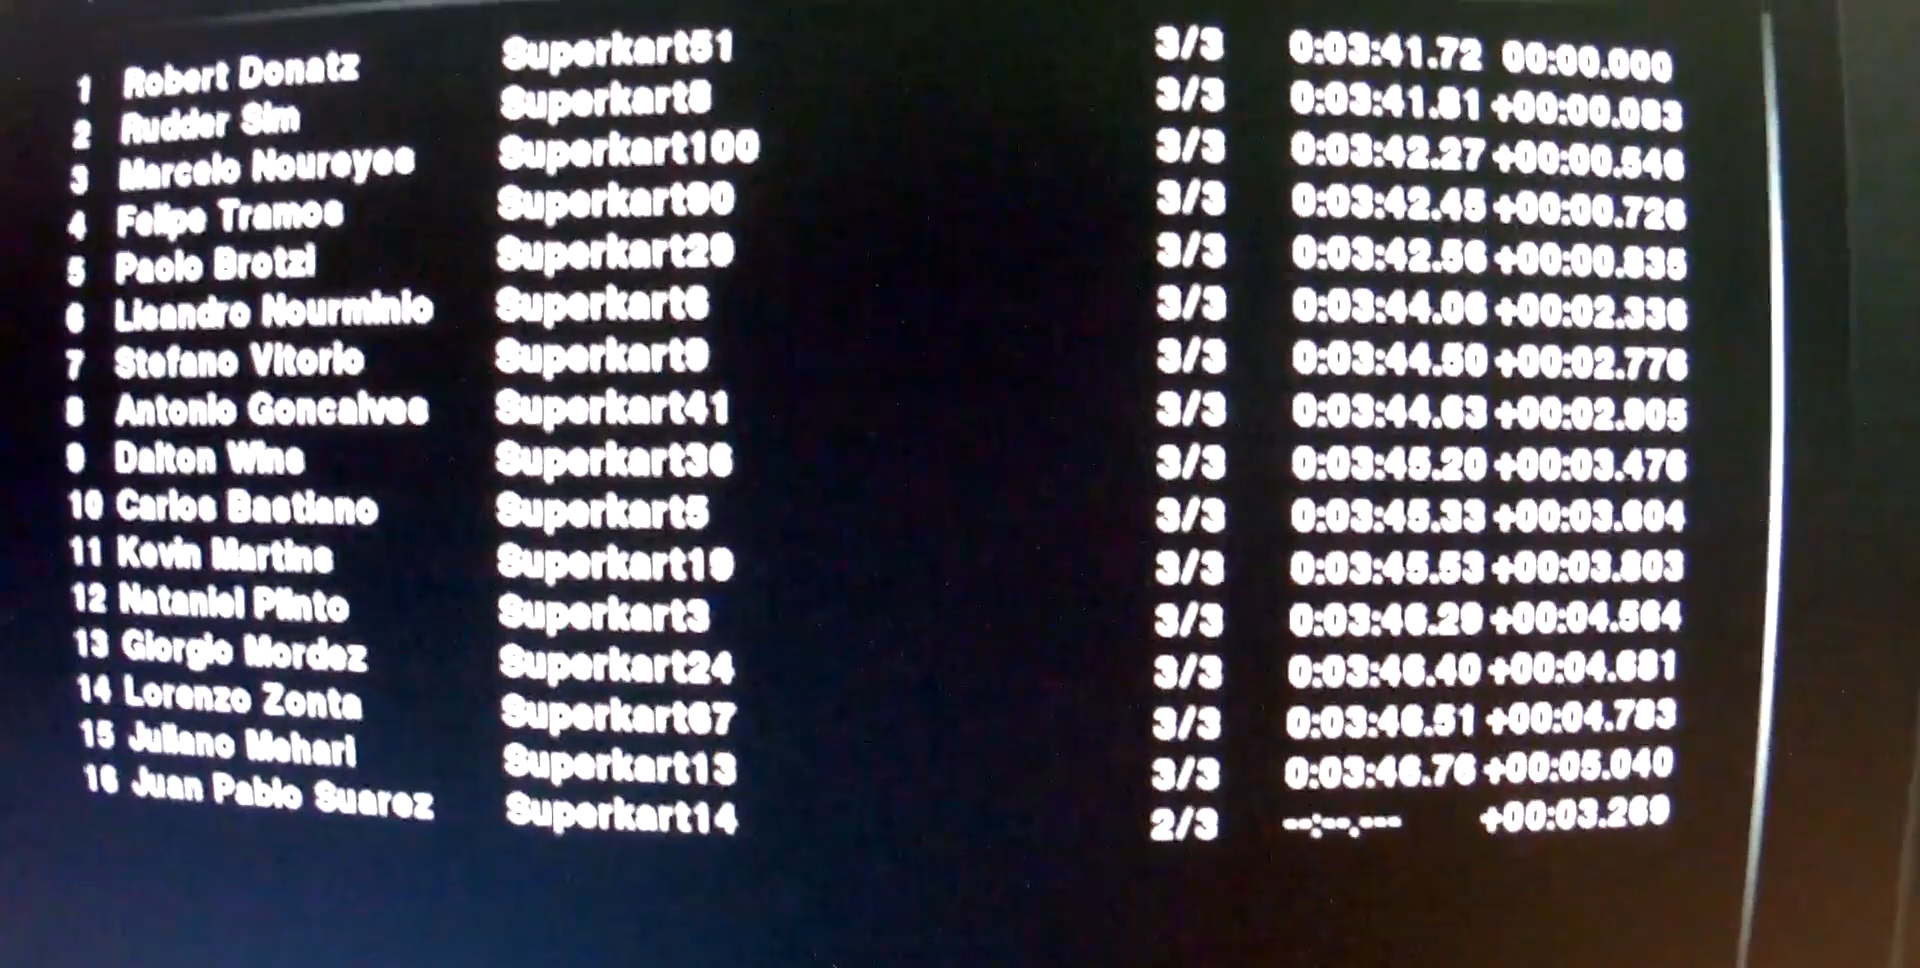 1 Robert Donatz Superkart51 3/3 0:03:41.72 00:00.000
2 Rudder Sim Superkart8 3/3 0:03:41.81 +00:00.083
3 Marcelo Noureyes Superkart100 3/3 0:03:42.27 +00:00.546
4 Felipe Tramos Superkart90 3/3 0:03:42.45 +00:00.726
5 Paolo Brotzi Superkart29 3/3 0:03:42.56 +00:00.835
6 Lisandro Nourminio Superkart6 3/3 0:03:44.06 +00:02.336
7 Stefano Vitorio Superkart9 3/3 0:03:44.50 +00:02.776
8 Antonio Goncalves Superkart41 3/3 0:03:44.63 +00:02.905
9 Dalton Wins Superkart36 3/3 0:03:45.20 +00:03.476
10 Carlos Bastiano Superkart5 3/3 0:03:45.33 +00:03.604
11 Kevin Martins Superkart19 3/3 0:03:45.53 +00:03.803
12 Nataniel Plinto Superkart3 3/3 0:03:46.29 +00:04.564
13 Giorgio Mordez Superkart24 3/3 0:03:46.40 +00:04.681
14 Lorenzo Zonta Superkart67 3/3 0:03:46.51 +00:04.783
15 Juliano Mehari Superkart13 3/3 0:03:46.76 +00:05.040
16 Juan Pablo Suarez Superkart14 2/3 --:--.--- +00:03.269